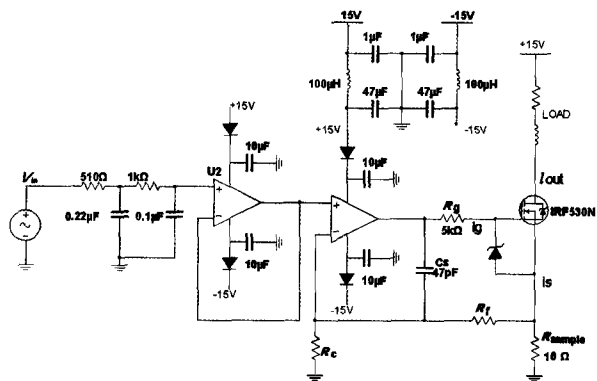 15V
-15V
1µF
1µF
+15V
100µH
100µH
47µF
47µF
LOAD
+15V
+15V
-15V
10µF
10µF
U2
Iout
Vin
510Ω
1kΩ
Rg
IRF530N
5kΩ
ig
0.22µF
0.1µF
Cs
47pF
is
10µF
10µF
Rf
-15V
-15V
Rc
Rsample
10 Ω